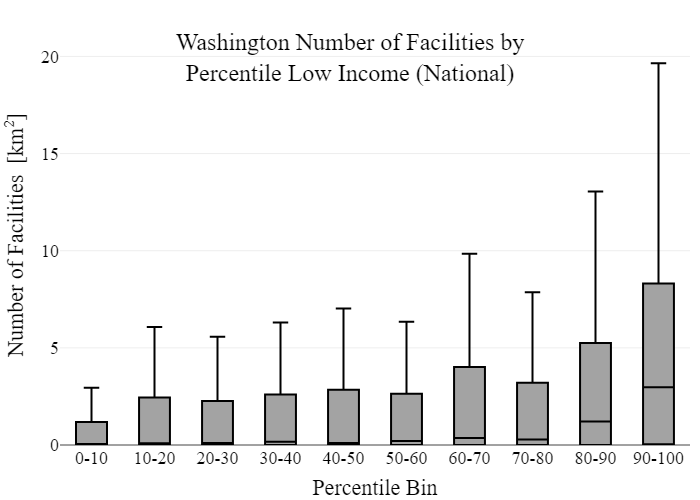 Washington Number of Facilities by
Percentile Low Income (National)
Number of Facilities [km²]
20
15
10
5
0
0-10 10-20 20-30 30-40 40-50 50-60 60-70 70-80 80-90 90-100
Percentile Bin